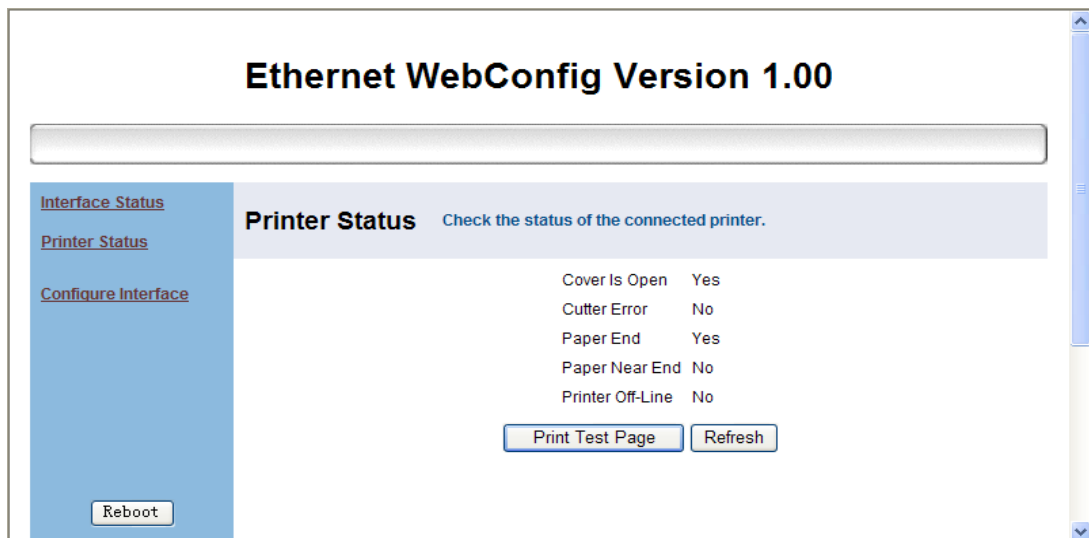 Ethernet WebConfig Version 1.00
Interface Status
Printer Status
Configure Interface
Reboot
Printer Status Check the status of the connected printer.
Cover Is Open Yes
Cutter Error No
Paper End Yes
Paper Near End No
Printer Off-Line No
Print Test Page Refresh